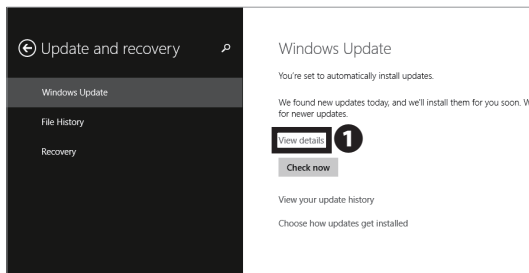 Update and recovery
Windows Update
File History
Recovery
Windows Update
You're set to automatically install updates.
We found new updates today, and we'll install them for you soon. W
for newer updates.
View details
1
Check now
View your update history
Choose how updates get installed